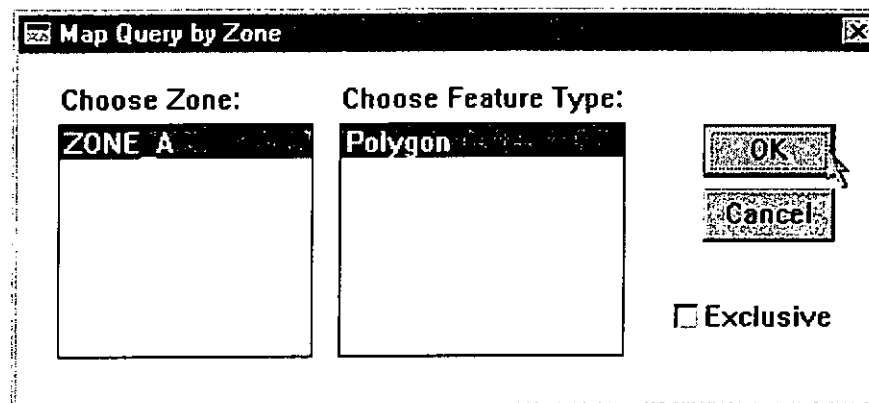 Map Query by Zone
Choose Zone:
Choose Feature Type:
ZONE A
Polygon
OK
Cancel
Exclusive